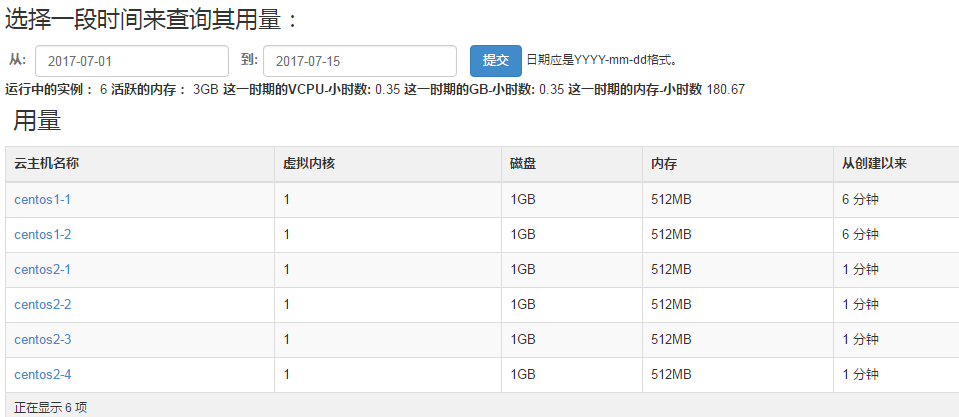 选择一段时间来查询其用量：
从: 2017-07-01 到: 2017-07-15 提交 日期应是YYYY-mm-dd格式。
运行中的实例： 6 活跃的内存： 3GB 这一时期的VCPU-小时数: 0.35 这一时期的GB-小时数: 0.35 这一时期的内存-小时数 180.67
用量
云主机名称 虚拟内核 磁盘 内存 从创建以来
centos1-1 1 1GB 512MB 6 分钟
centos1-2 1 1GB 512MB 6 分钟
centos2-1 1 1GB 512MB 1 分钟
centos2-2 1 1GB 512MB 1 分钟
centos2-3 1 1GB 512MB 1 分钟
centos2-4 1 1GB 512MB 1 分钟
正在显示 6 项